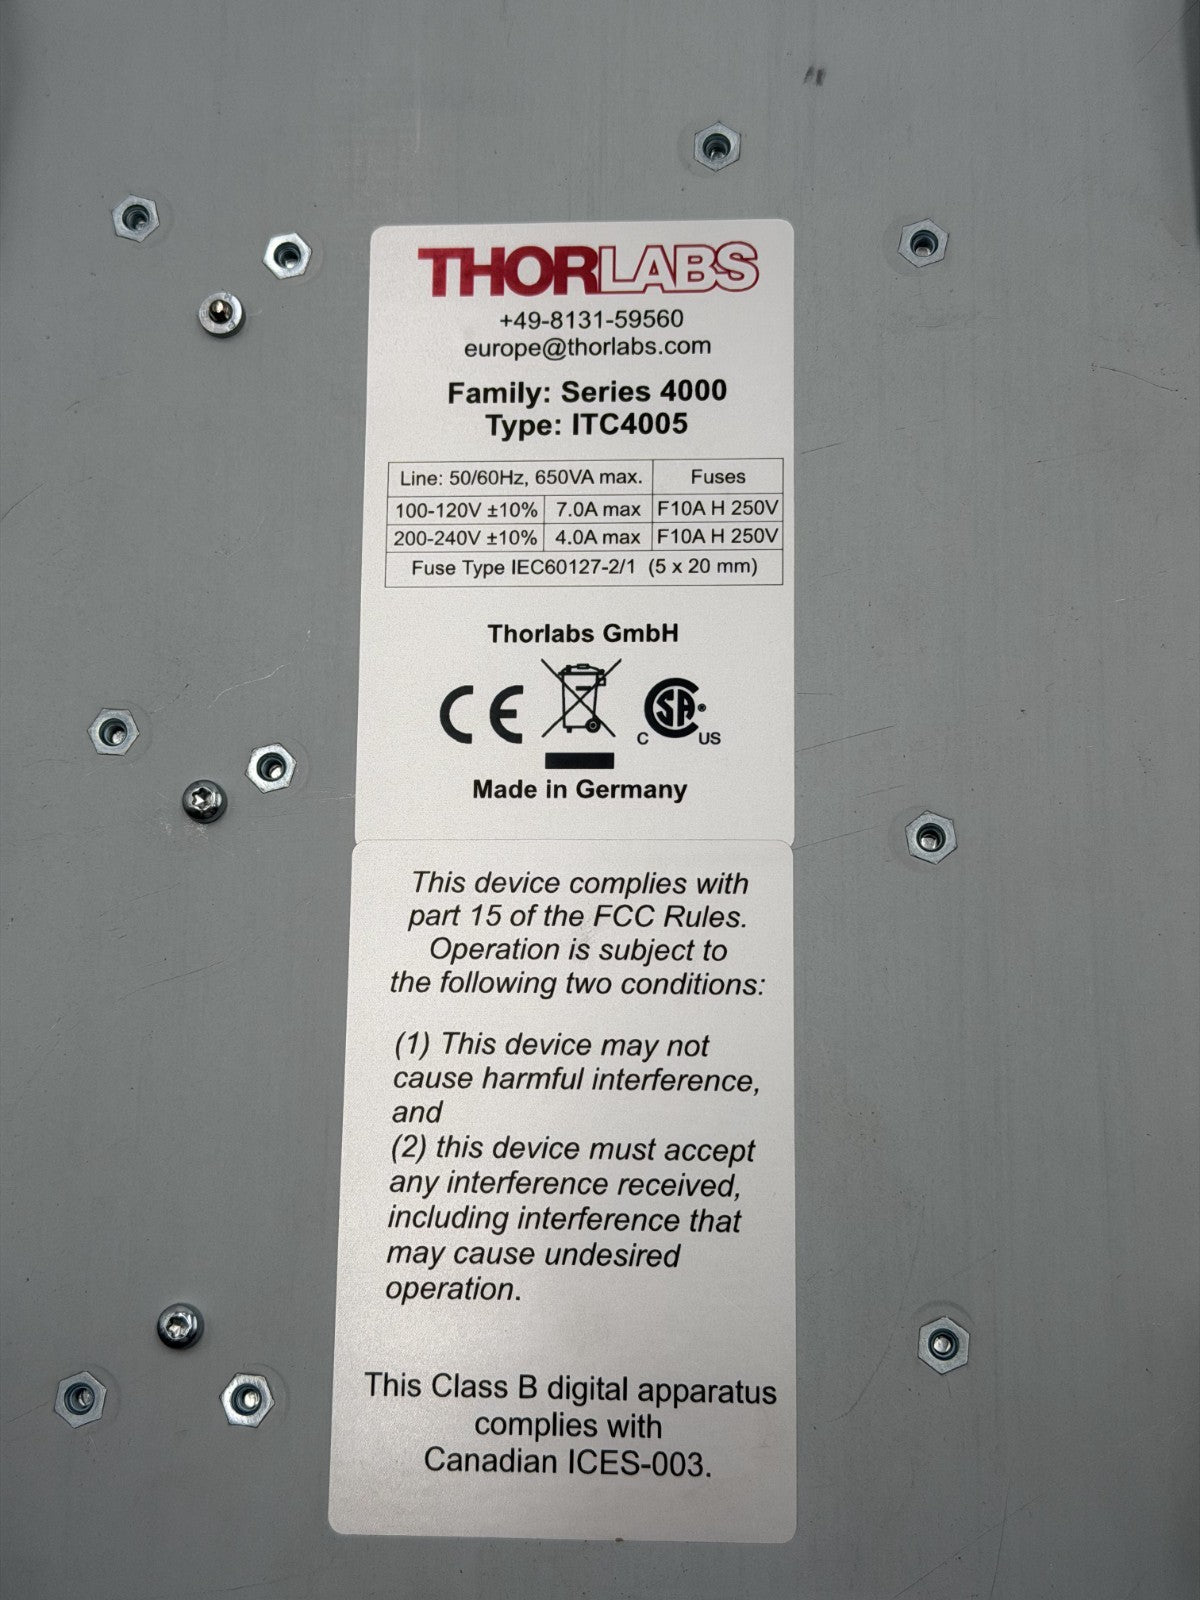 THORLABS
+49-8131-59560
europe@thorlabs.com
Family: Series 4000
Type: ITC4005
Line: 50/60Hz, 650VA max. Fuses
100-120V ±10% 7.0A max F10A H 250V
200-240V ±10% 4.0A max F10A H 250V
Fuse Type IEC60127-2/1 (5 x 20 mm)
Thorlabs GmbH
CE C SA® US
Made in Germany
This device complies with
part 15 of the FCC Rules.
Operation is subject to
the following two conditions:
(1) This device may not
cause harmful interference,
and
(2) this device must accept
any interference received,
including interference that
may cause undesired
operation.
This Class B digital apparatus
complies with
Canadian ICES-003.